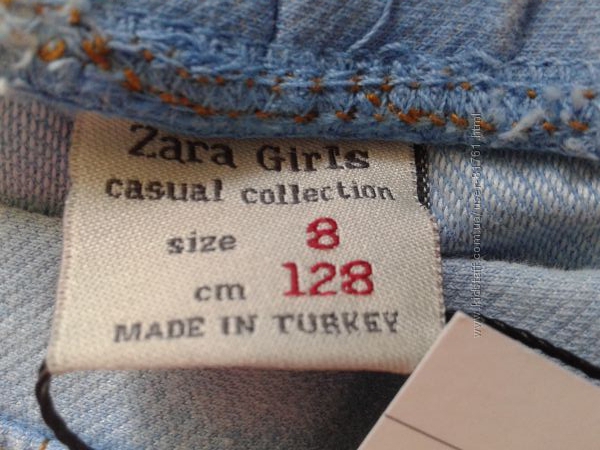 Zara Girls
casual collection
size 8
cm 128
MADE IN TURKEY